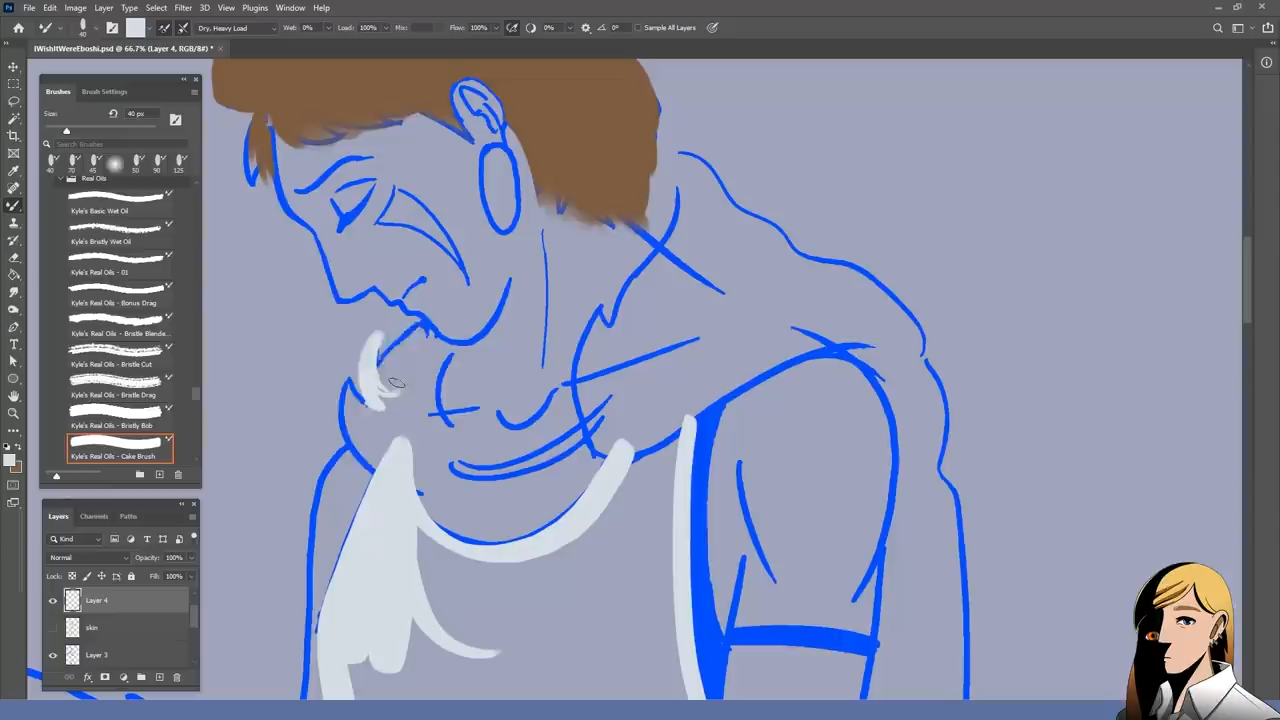 Ps File Edit Image Layer Type Select Filter 3D View Plugins Window Help
40 Dry, Heavy Load Wet: 0% Load: 100% Mix: Flow: 100% 0% 0° Sample All Layers
IWishItWereEboshi.psd @ 66.7% (Layer 4, RGB/8#) * ×
Brushes Brush Settings
Size: 40 px
Search Brushes
40 70 45 50 90 125
Real Oils
Kyle's Basic Wet Oil
Kyle's Bristly Wet Oil
Kyle's Real Oils - 01
Kyle's Real Oils - Bonus Drag
Kyle's Real Oils - Bristle Blende...
Kyle's Real Oils - Bristle Cut
Kyle's Real Oils - Bristle Drag
Kyle's Real Oils - Bristly Bob
Kyle's Real Oils - Cake Brush
Layers Channels Paths
Kind
Normal Opacity: 100%
Lock: Fill: 100%
Layer 4
skin
Layer 3
fx